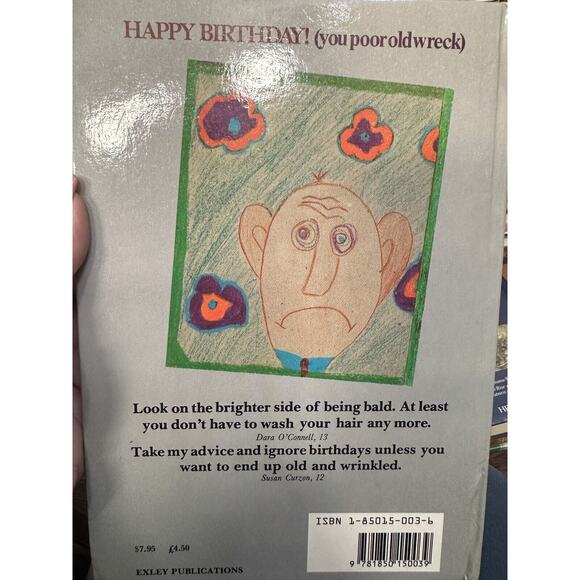 HAPPY BIRTHDAY! (you poor old wreck)
Look on the brighter side of being bald. At least
you don't have to wash your hair any more.
Dara O'Connell, 13
Take my advice and ignore birthdays unless you
want to end up old and wrinkled.
Susan Curzon, 12
ISBN 1-85015-003-6
$7.95 £4.50
9 781850 150039
EXLEY PUBLICATIONS